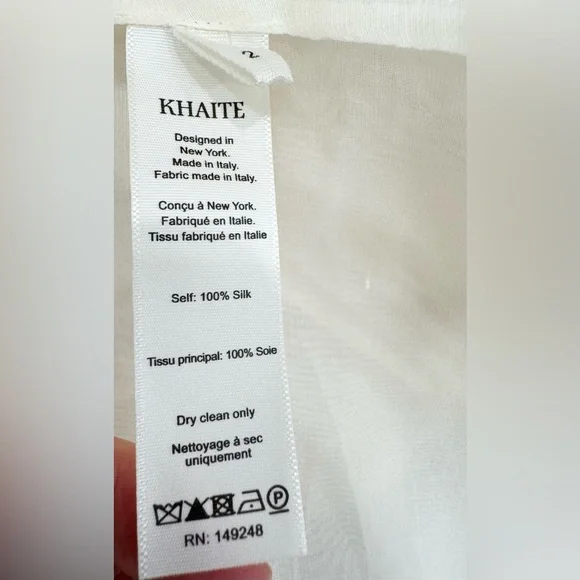 2
KHAITE
Designed in
New York.
Made in Italy.
Fabric made in Italy.
Conçu à New York.
Fabriqué en Italie.
Tissu fabriqué en Italie
Self: 100% Silk
Tissu principal: 100% Soie
Dry clean only
Nettoyage à sec
uniquement
P
RN: 149248